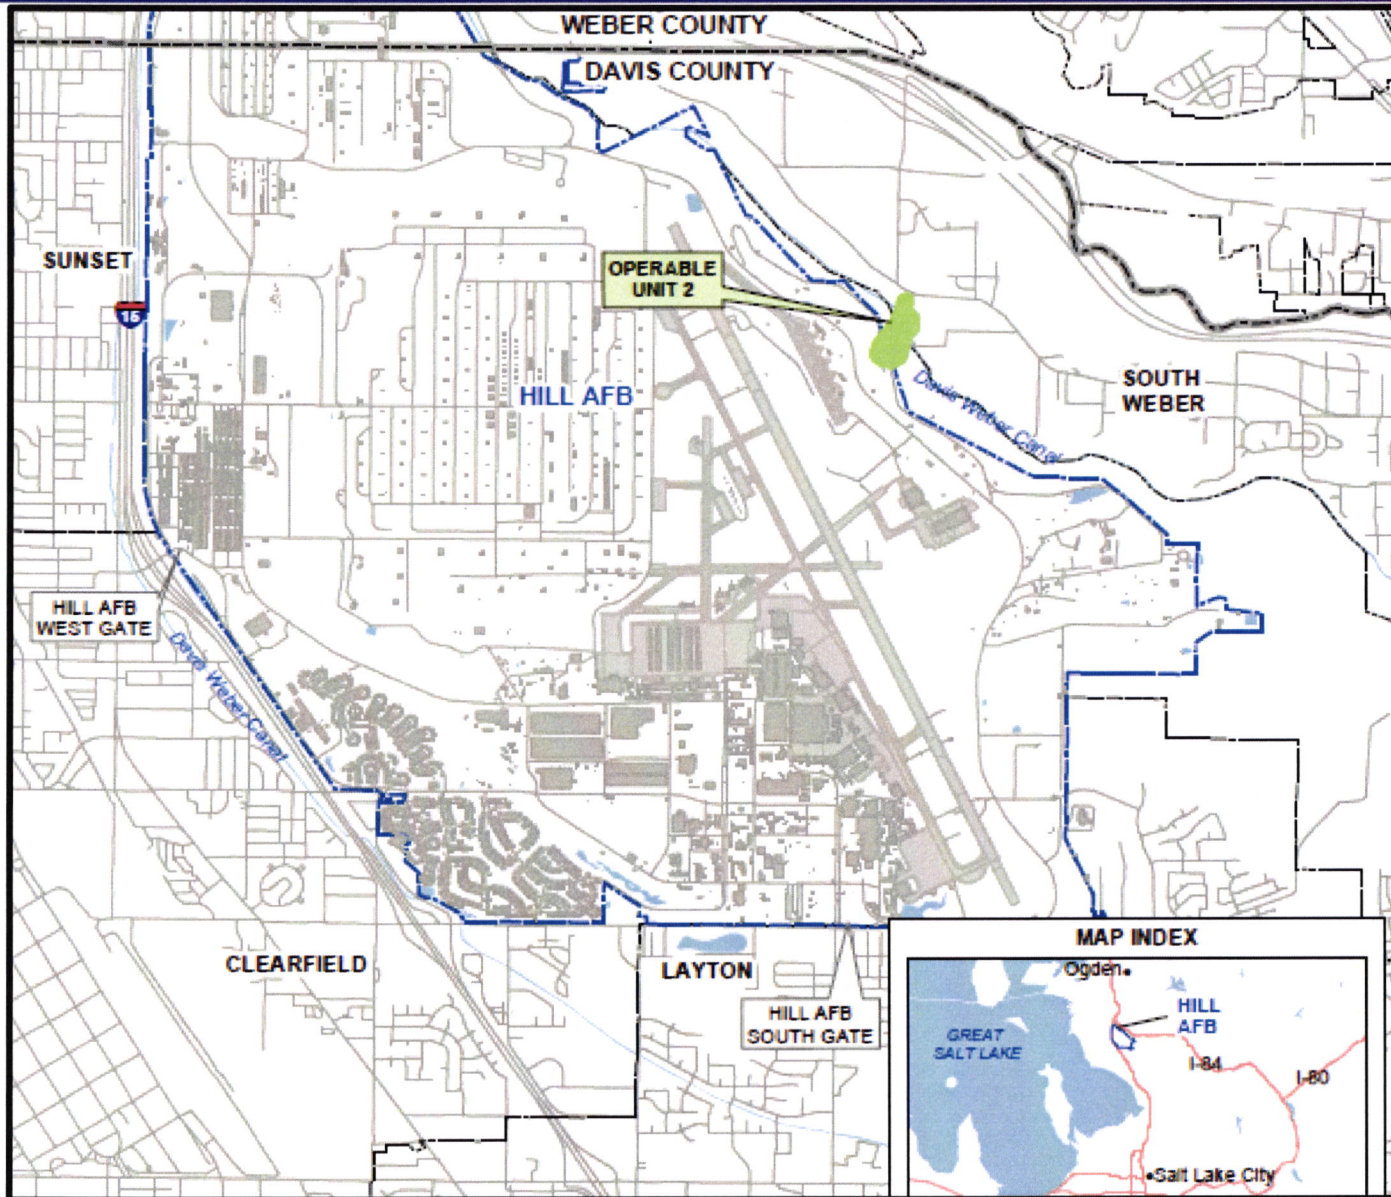 WEBER COUNTY
DAVIS COUNTY
SUNSET
OPERABLE
UNIT 2
15
HILL AFB
SOUTH
WEBER
Davis Weber Canal
HILL AFB
WEST GATE
Davis Weber Canal
CLEARFIELD
LAYTON
HILL AFB
SOUTH GATE
MAP INDEX
Ogden
HILL
AFB
GREAT
SALT LAKE
I-84
I-80
Salt Lake City